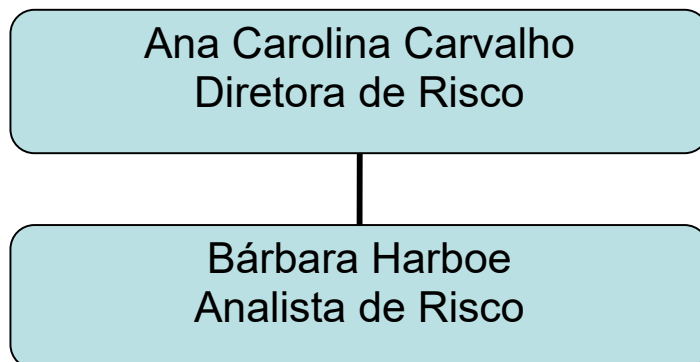 Ana Carolina Carvalho
Diretora de Risco
Bárbara Harboe
Analista de Risco